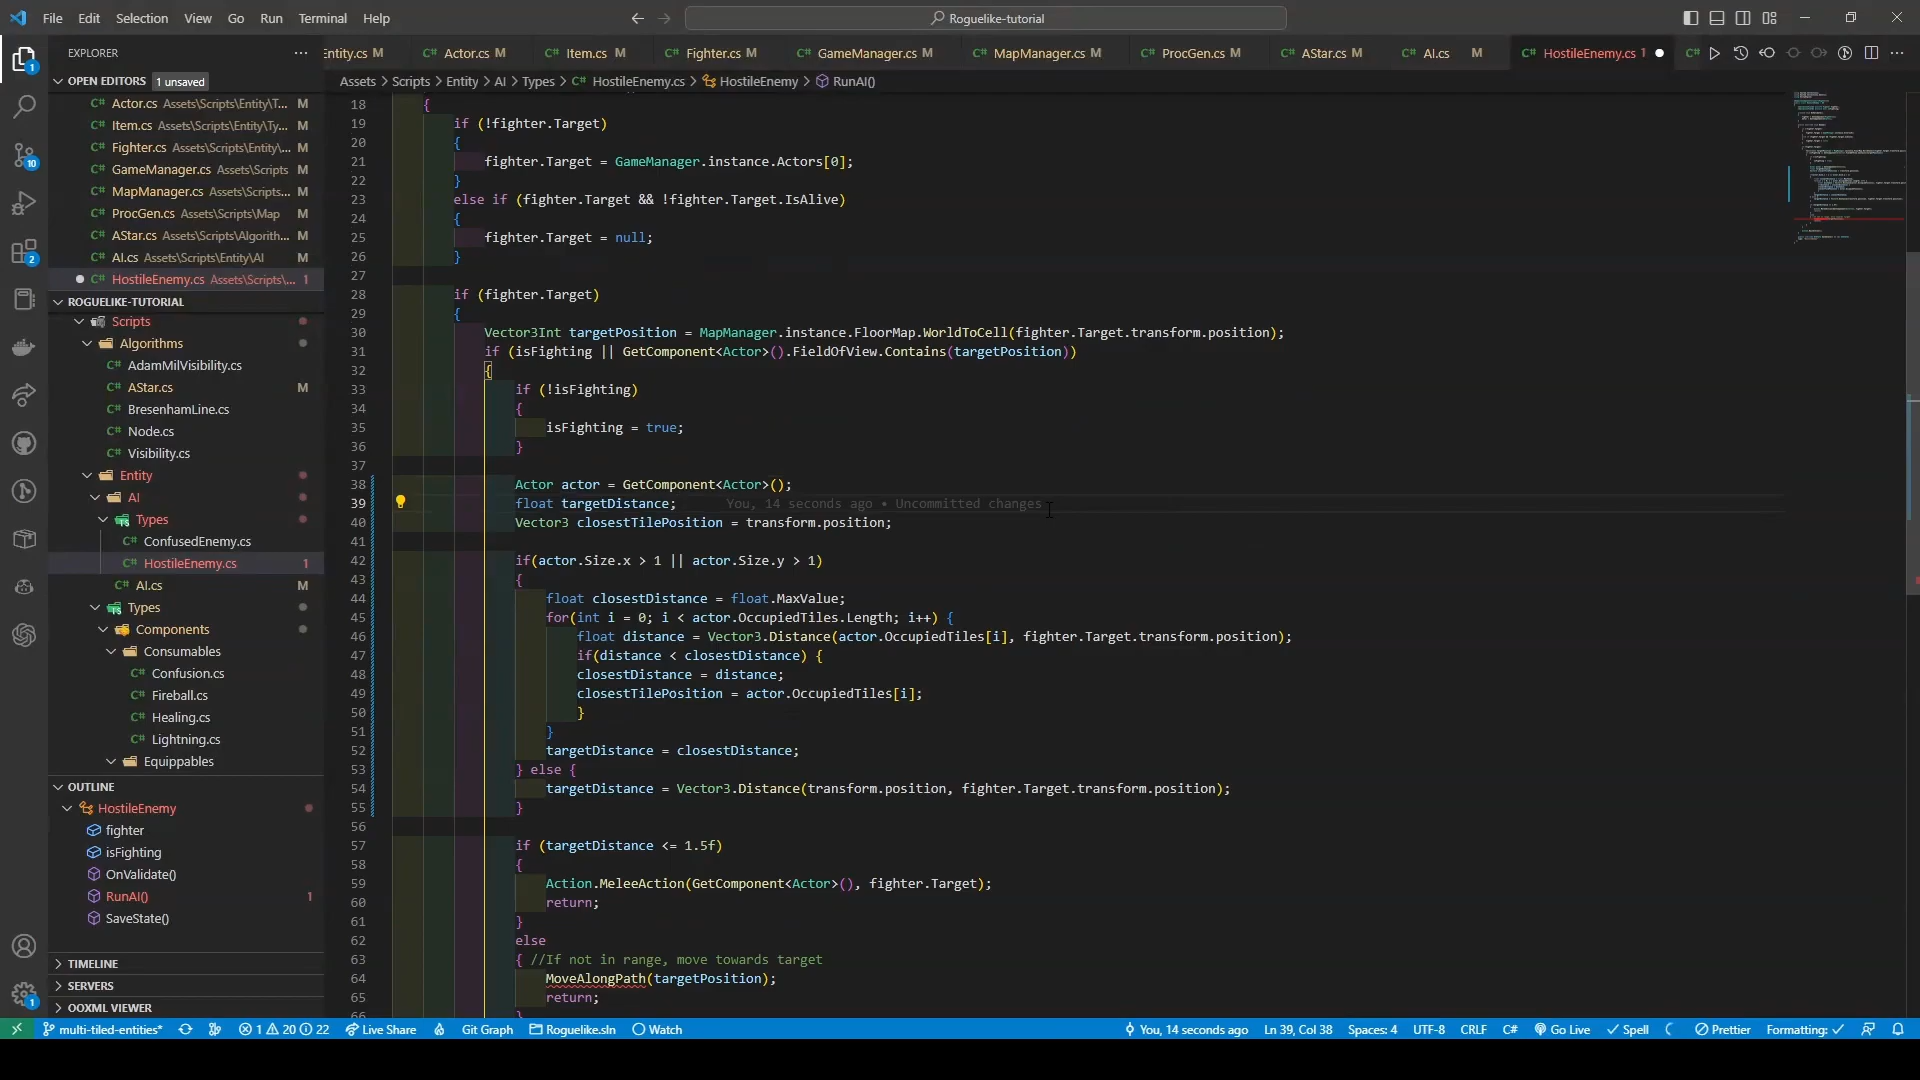 File Edit Selection View Go Run Terminal Help
Roguelike-tutorial
EXPLORER
Entity.cs M Actor.cs M Item.cs M Fighter.cs M GameManager.cs M MapManager.cs M ProcGen.cs M AStar.cs M AI.cs M HostileEnemy.cs 1
OPEN EDITORS 1 unsaved
Assets > Scripts > Entity > AI > Types > HostileEnemy.cs > HostileEnemy > RunAI()
Actor.cs Assets\Scripts\Entity\T... M
Item.cs Assets\Scripts\Entity\Ty... M
Fighter.cs Assets\Scripts\Entity\... M
GameManager.cs Assets\Scripts M
MapManager.cs Assets\Scripts... M
ProcGen.cs Assets\Scripts\Map M
AStar.cs Assets\Scripts\Algorith... M
AI.cs Assets\Scripts\Entity\AI M
HostileEnemy.cs Assets\Scripts\... 1
ROGUELIKE-TUTORIAL
Scripts
Algorithms
AdamMilVisibility.cs
AStar.cs M
BresenhamLine.cs
Node.cs
Visibility.cs
Entity
AI
Types
ConfusedEnemy.cs
HostileEnemy.cs 1
AI.cs M
Types
Components
Consumables
Confusion.cs
Fireball.cs
Healing.cs
Lightning.cs
Equippables
OUTLINE
HostileEnemy
fighter
isFighting
OnValidate()
RunAI() 1
SaveState()
TIMELINE
SERVERS
OOXML VIEWER
18 {
19 if (!fighter.Target)
20 {
21 fighter.Target = GameManager.instance.Actors[0];
22 }
23 else if (fighter.Target && !fighter.Target.IsAlive)
24 {
25 fighter.Target = null;
26 }
27
28 if (fighter.Target)
29 {
30 Vector3Int targetPosition = MapManager.instance.FloorMap.WorldToCell(fighter.Target.transform.position);
31 if (isFighting || GetComponent<Actor>().FieldOfView.Contains(targetPosition))
32 {
33 if (!isFighting)
34 {
35 isFighting = true;
36 }
37
38 Actor actor = GetComponent<Actor>();
39 float targetDistance; You, 14 seconds ago • Uncommitted changes
40 Vector3 closestTilePosition = transform.position;
41
42 if(actor.Size.x > 1 || actor.Size.y > 1)
43 {
44 float closestDistance = float.MaxValue;
45 for(int i = 0; i < actor.OccupiedTiles.Length; i++) {
46 float distance = Vector3.Distance(actor.OccupiedTiles[i], fighter.Target.transform.position);
47 if(distance < closestDistance) {
48 closestDistance = distance;
49 closestTilePosition = actor.OccupiedTiles[i];
50 }
51 }
52 targetDistance = closestDistance;
53 } else {
54 targetDistance = Vector3.Distance(transform.position, fighter.Target.transform.position);
55 }
56
57 if (targetDistance <= 1.5f)
58 {
59 Action.MeleeAction(GetComponent<Actor>(), fighter.Target);
60 return;
61 }
62 else
63 { //If not in range, move towards target
64 MoveAlongPath(targetPosition);
65 return;
66 }
multi-tiled-entities* 1 20 22 Live Share Git Graph Roguelike.sln Watch You, 14 seconds ago Ln 39, Col 38 Spaces: 4 UTF-8 CRLF C# Go Live Spell Prettier Formatting: